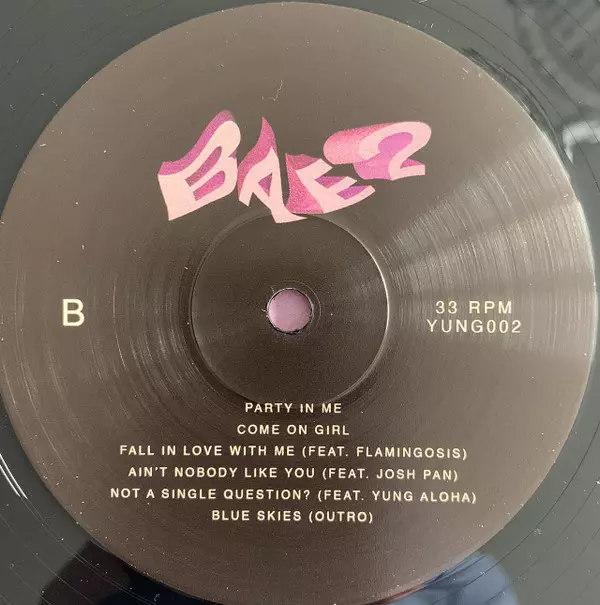 BAE2
B
33 RPM
YUNG002
PARTY IN ME
COME ON GIRL
FALL IN LOVE WITH ME (FEAT. FLAMINGOSIS)
AIN'T NOBODY LIKE YOU (FEAT. JOSH PAN)
NOT A SINGLE QUESTION? (FEAT. YUNG ALOHA)
BLUE SKIES (OUTRO)